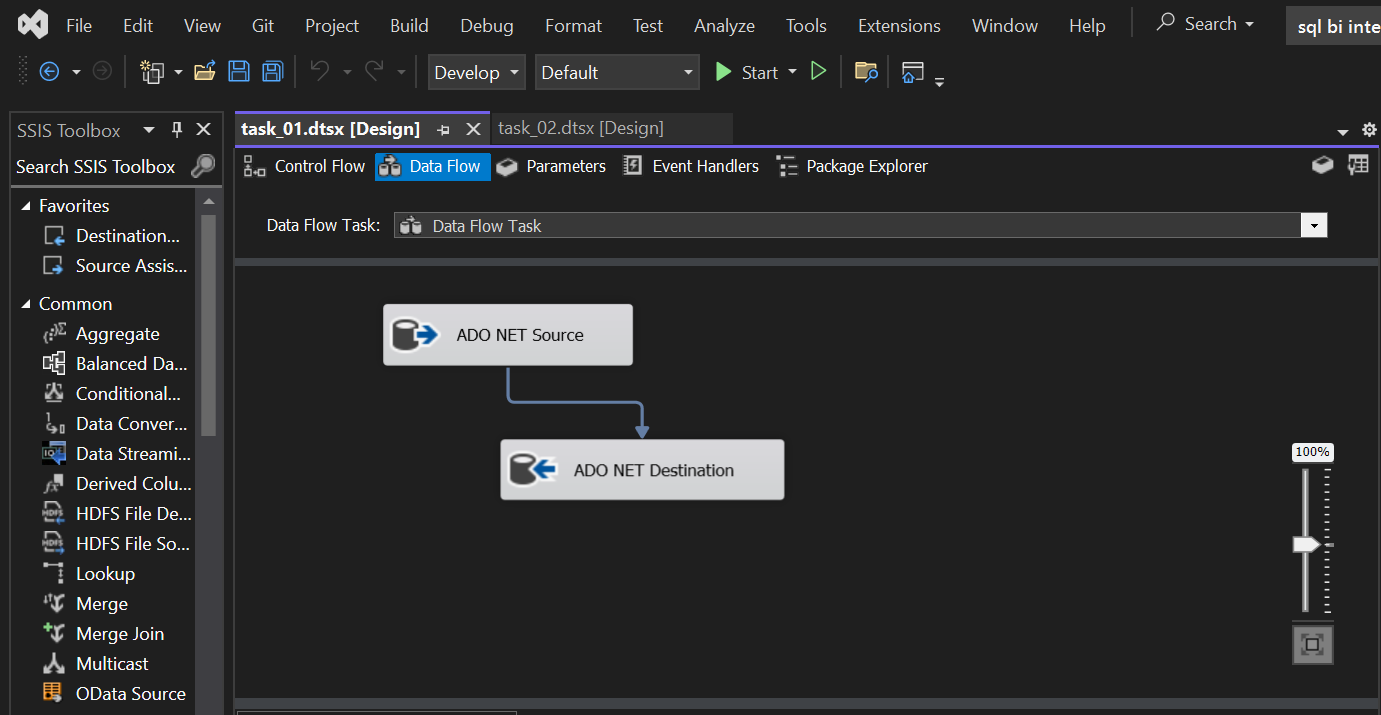 File Edit View Git Project Build Debug Format Test Analyze Tools Extensions Window Help Search sql bi inte
Develop Default Start
SSIS Toolbox
Search SSIS Toolbox
Favorites
Destination...
Source Assis...
Common
Aggregate
Balanced Da...
Conditional...
Data Conver...
Data Streami...
Derived Colu...
HDFS File De...
HDFS File So...
Lookup
Merge
Merge Join
Multicast
OData Source
task_01.dtsx [Design] task_02.dtsx [Design]
Control Flow Data Flow Parameters Event Handlers Package Explorer
Data Flow Task: Data Flow Task
ADO NET Source
ADO NET Destination
100%